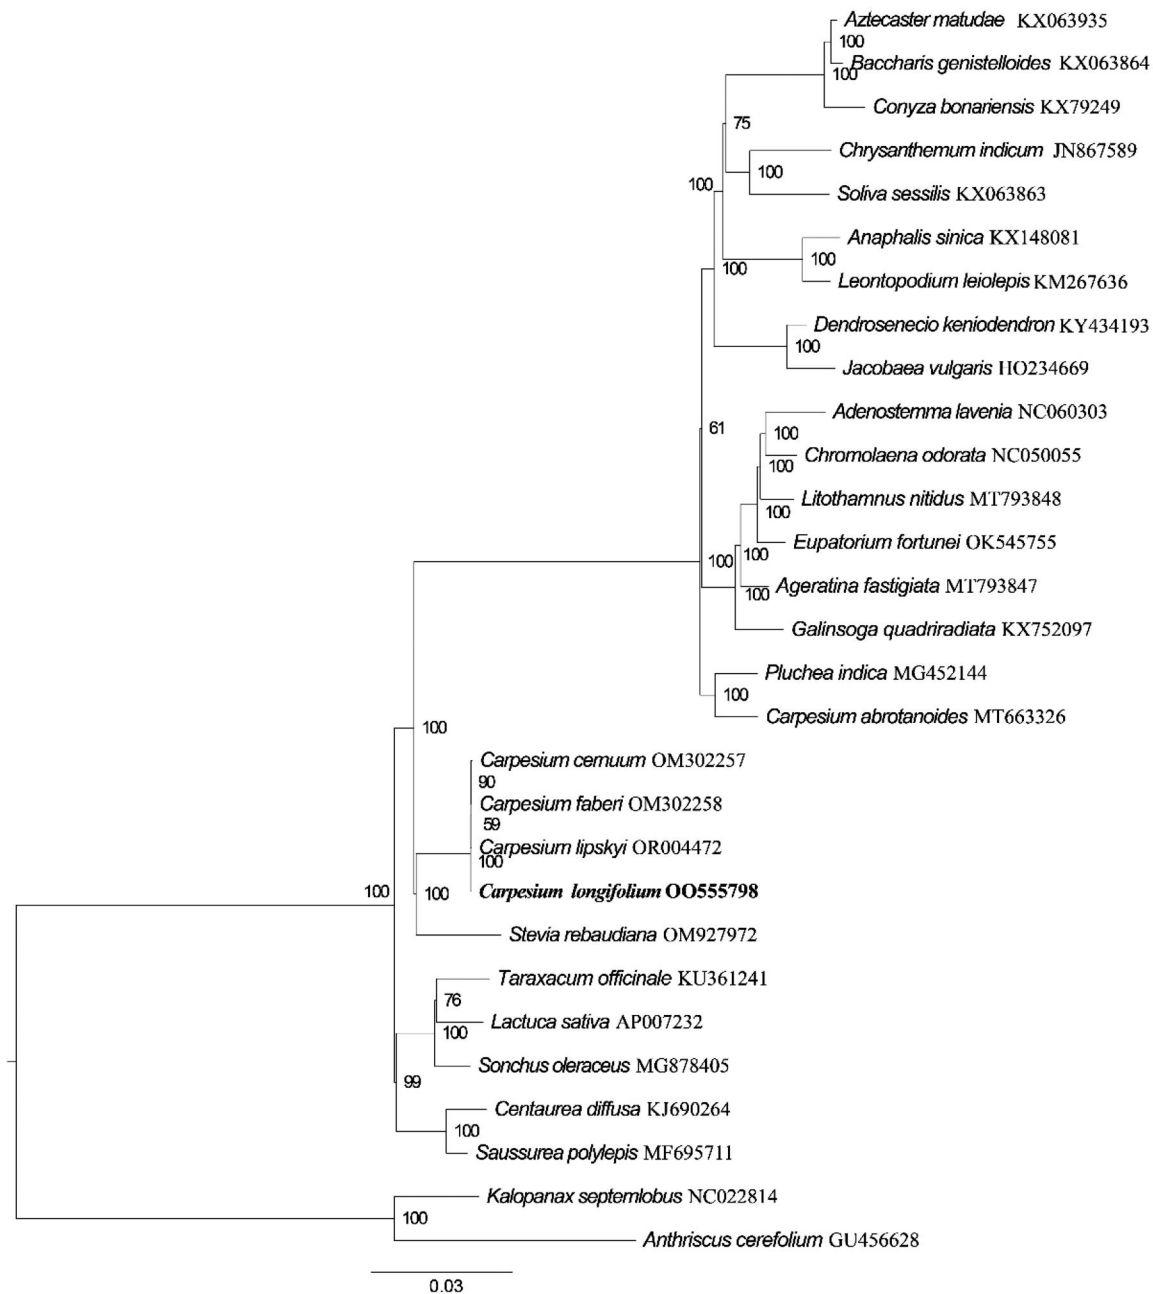 Aztecaster matudae KX063935
100
Baccharis genistelloides KX063864
100
Conyza bonariensis KX79249
75
Chrysanthemum indicum JN867589
100
100
Soliva sessilis KX063863
Anaphalis sinica KX148081
100
100
Leontopodium leiolepis KM267636
Dendrosenecio keniodendron KY434193
100
Jacobaea vulgaris HO234669
Adenostemma lavenia NC060303
61
100
Chromolaena odorata NC050055
100
Litothamnus nitidus MT793848
100
Eupatorium fortunei OK545755
100
100
Ageratina fastigiata MT793847
100
Galinsoga quadriradiata KX752097
Pluchea indica MG452144
100
Carpesium abrotanoides MT663326
100
Carpesium cernuum OM302257
90
Carpesium faberi OM302258
59
Carpesium lipskyi OR004472
100
Carpesium longifolium OO555798
100
100
Stevia rebaudiana OM927972
Taraxacum officinale KU361241
76
Lactuca sativa AP007232
100
Sonchus oleraceus MG878405
99
Centaurea diffusa KJ690264
100
Saussurea polylepis MF695711
Kalopanax septemlobus NC022814
100
Anthriscus cerefolium GU456628
0.03